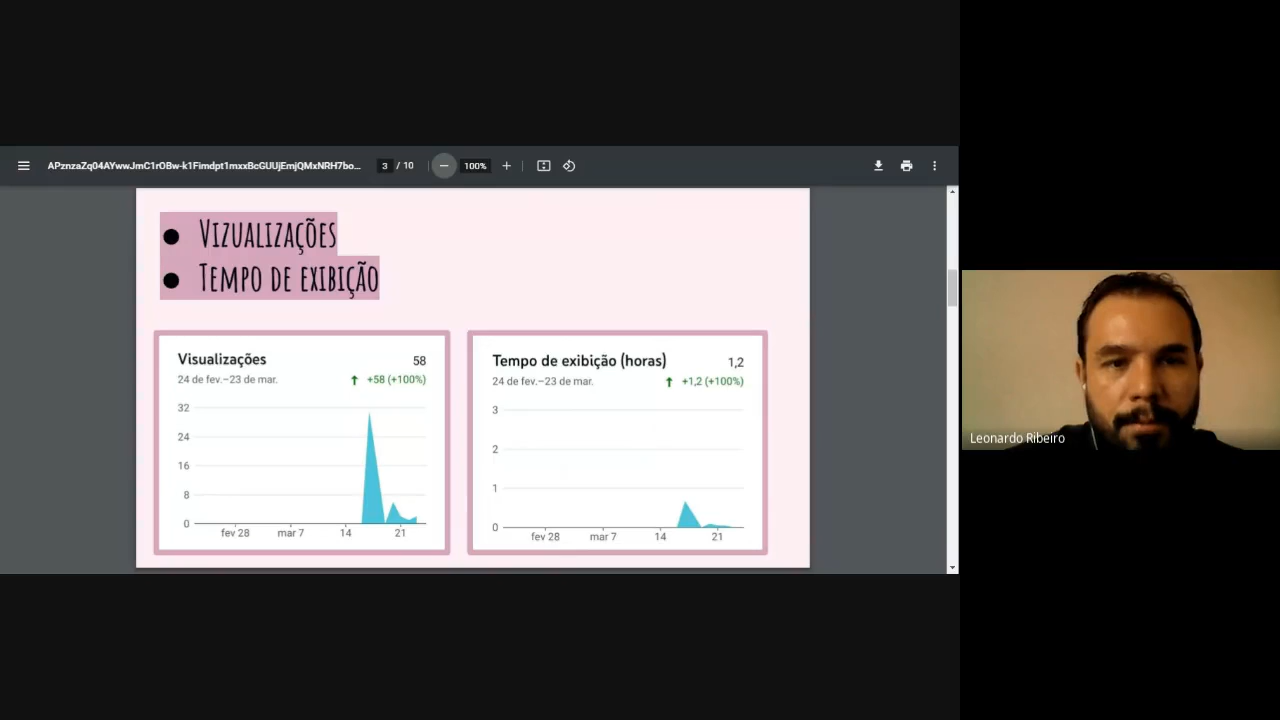 APznzaZq04AYwwJmC1rOBw-k1Fimdpt1mxxBcGUUjEmjQMxNRH7bo... 3 / 10 100%
● Vizualizações
● Tempo de exibição
Visualizações 58
24 de fev.–23 de mar. +58 (+100%)
32
24
16
8
0
fev 28 mar 7 14 21
Tempo de exibição (horas) 1,2
24 de fev.–23 de mar. +1,2 (+100%)
3
2
1
0
fev 28 mar 7 14 21
Leonardo Ribeiro